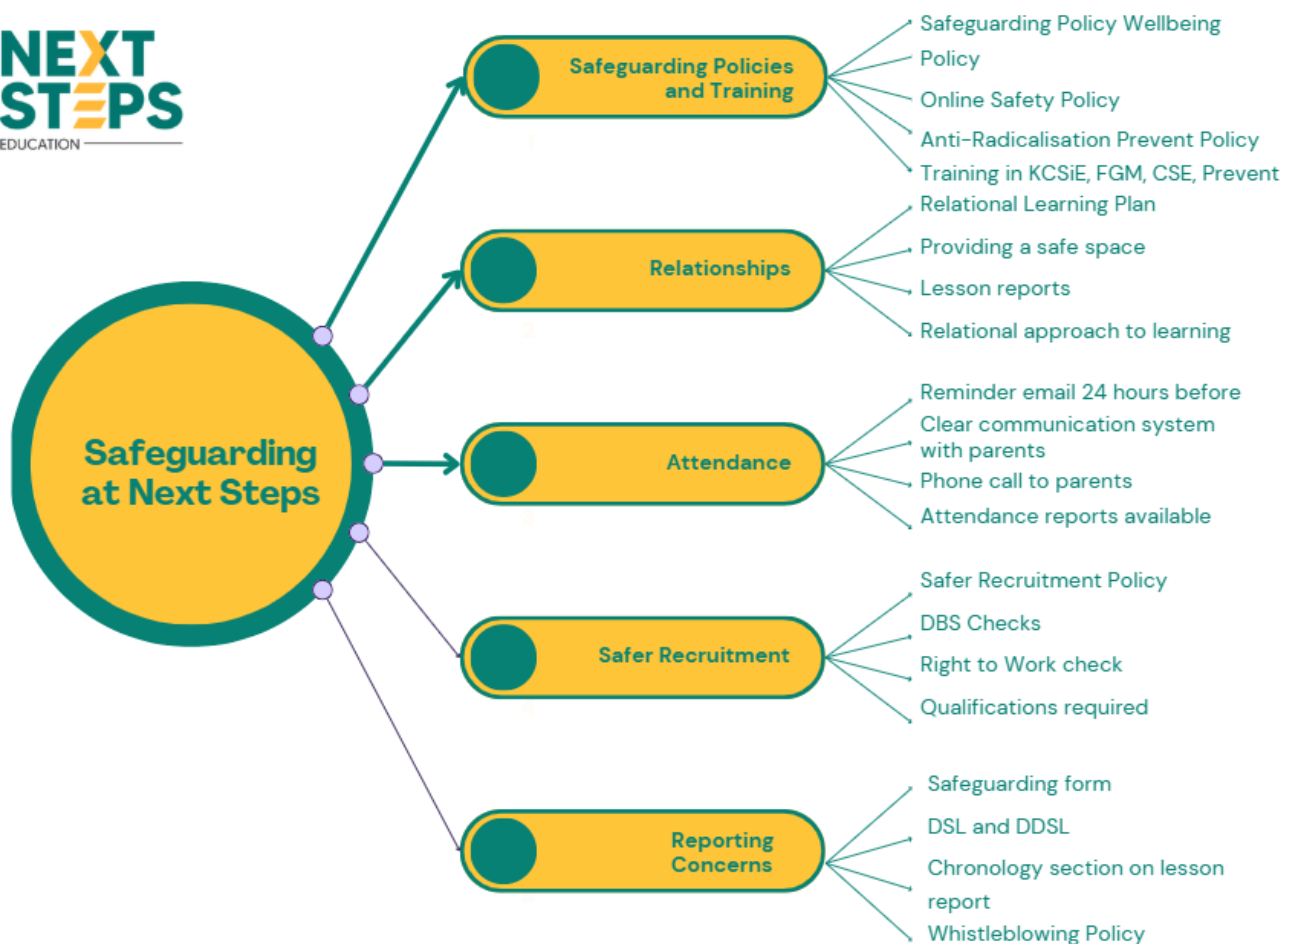 NEXT
STEPS
EDUCATION
Safeguarding
at Next Steps
Safeguarding Policies
and Training
Safeguarding Policy Wellbeing
Policy
Online Safety Policy
Anti-Radicalisation Prevent Policy
Training in KCSiE, FGM, CSE, Prevent
Relationships
Relational Learning Plan
Providing a safe space
Lesson reports
Relational approach to learning
Attendance
Reminder email 24 hours before
Clear communication system
with parents
Phone call to parents
Attendance reports available
Safer Recruitment
Safer Recruitment Policy
DBS Checks
Right to Work check
Qualifications required
Reporting
Concerns
Safeguarding form
DSL and DDSL
Chronology section on lesson
report
Whistleblowing Policy